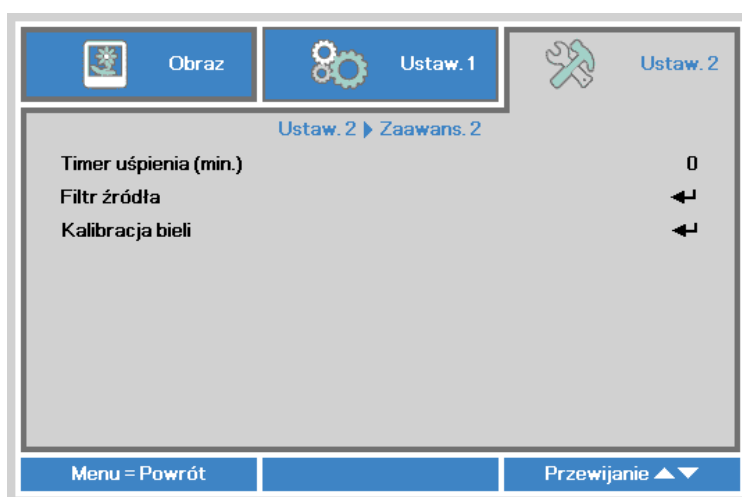 Obraz Ustaw. 1 Ustaw. 2
Ustaw. 2 Zaawans. 2
Timer uśpienia (min.) 0
Filtr źródła
Kalibracja bieli
Menu = Powrót Przewijanie